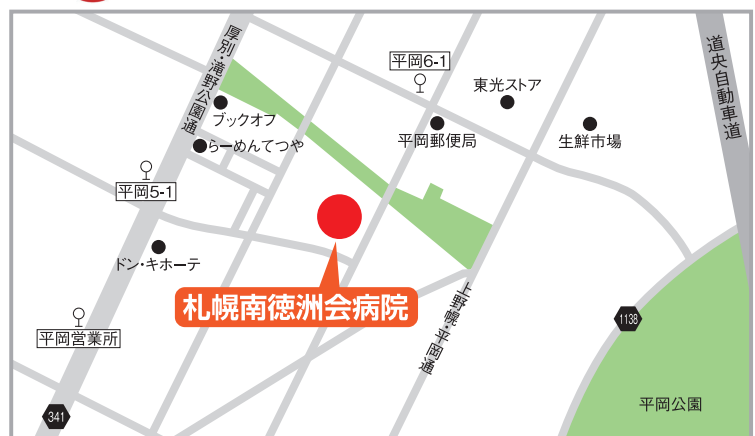 厚別・滝野公園通
平岡6-1
東光ストア
道央自動車道
ブックオフ
平岡郵便局
生鮮市場
らーめんてつや
平岡5-1
ドン・キホーテ
札幌南徳洲会病院
上野幌・平岡通
平岡営業所
1138
平岡公園
341